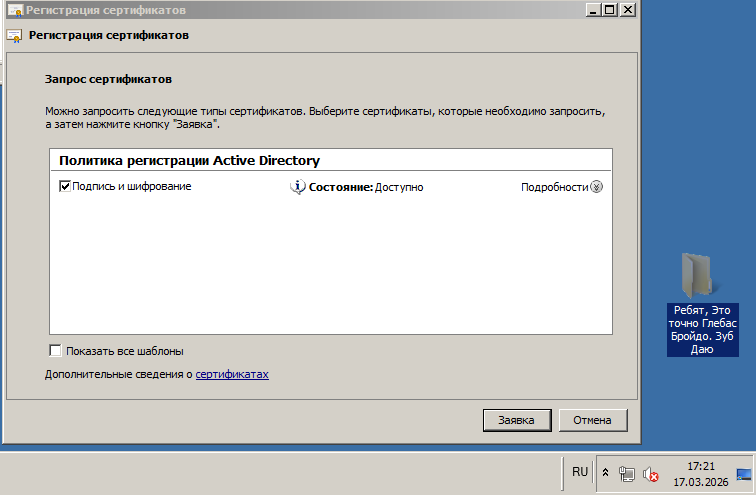 Регистрация сертификатов
Регистрация сертификатов
Запрос сертификатов
Можно запросить следующие типы сертификатов. Выберите сертификаты, которые необходимо запросить,
а затем нажмите кнопку "Заявка".
Политика регистрации Active Directory
Подпись и шифрование Состояние: Доступно Подробности
Показать все шаблоны
Дополнительные сведения о сертификатах
Заявка Отмена
Ребят, Это
точно Глебас
Бройдо. Зуб
Даю
RU 17:21
17.03.2026